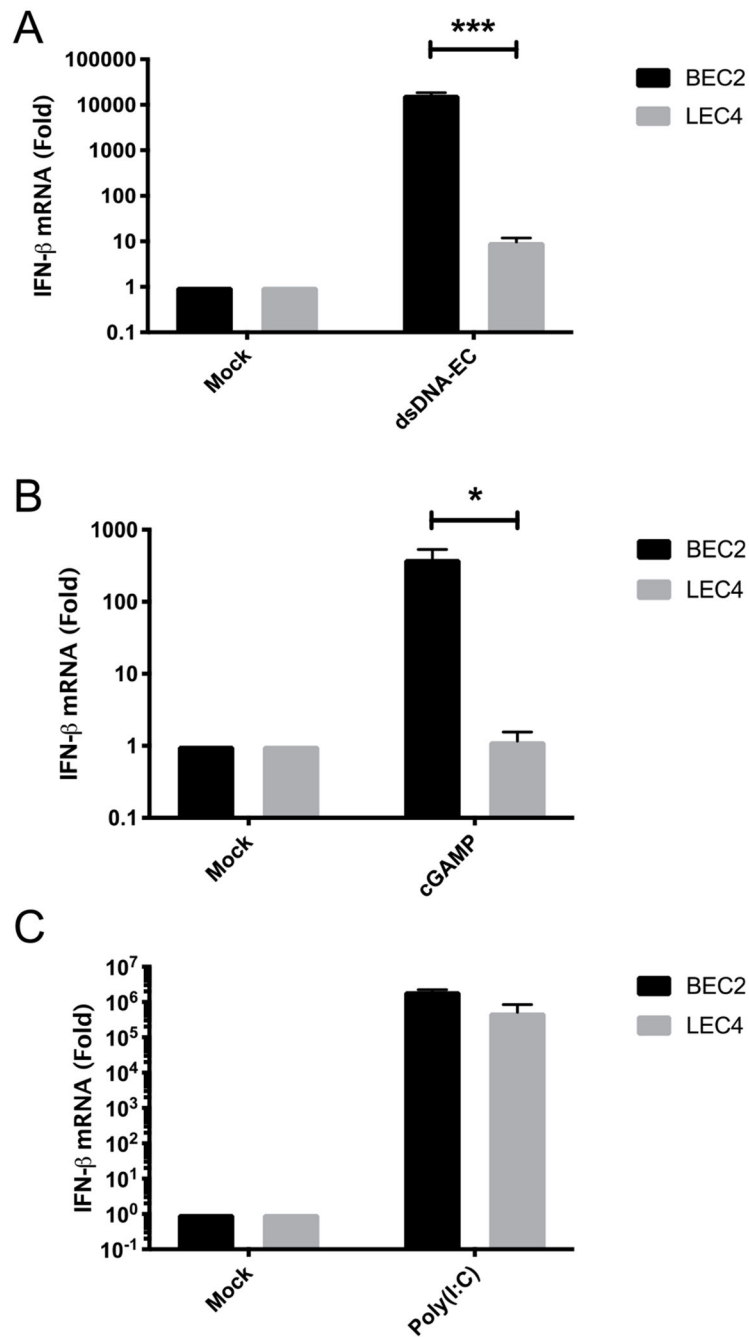 A
***
IFN-β mRNA (Fold)
100000
10000
1000
100
10
1
0.1
Mock
dsDNA-EC
BEC2
LEC4
B
*
IFN-β mRNA (Fold)
1000
100
10
1
0.1
Mock
cGAMP
BEC2
LEC4
C
IFN-β mRNA (Fold)
10⁷
10⁶
10⁵
10⁴
10³
10²
10¹
10⁰
10⁻¹
Mock
Poly(I:C)
BEC2
LEC4